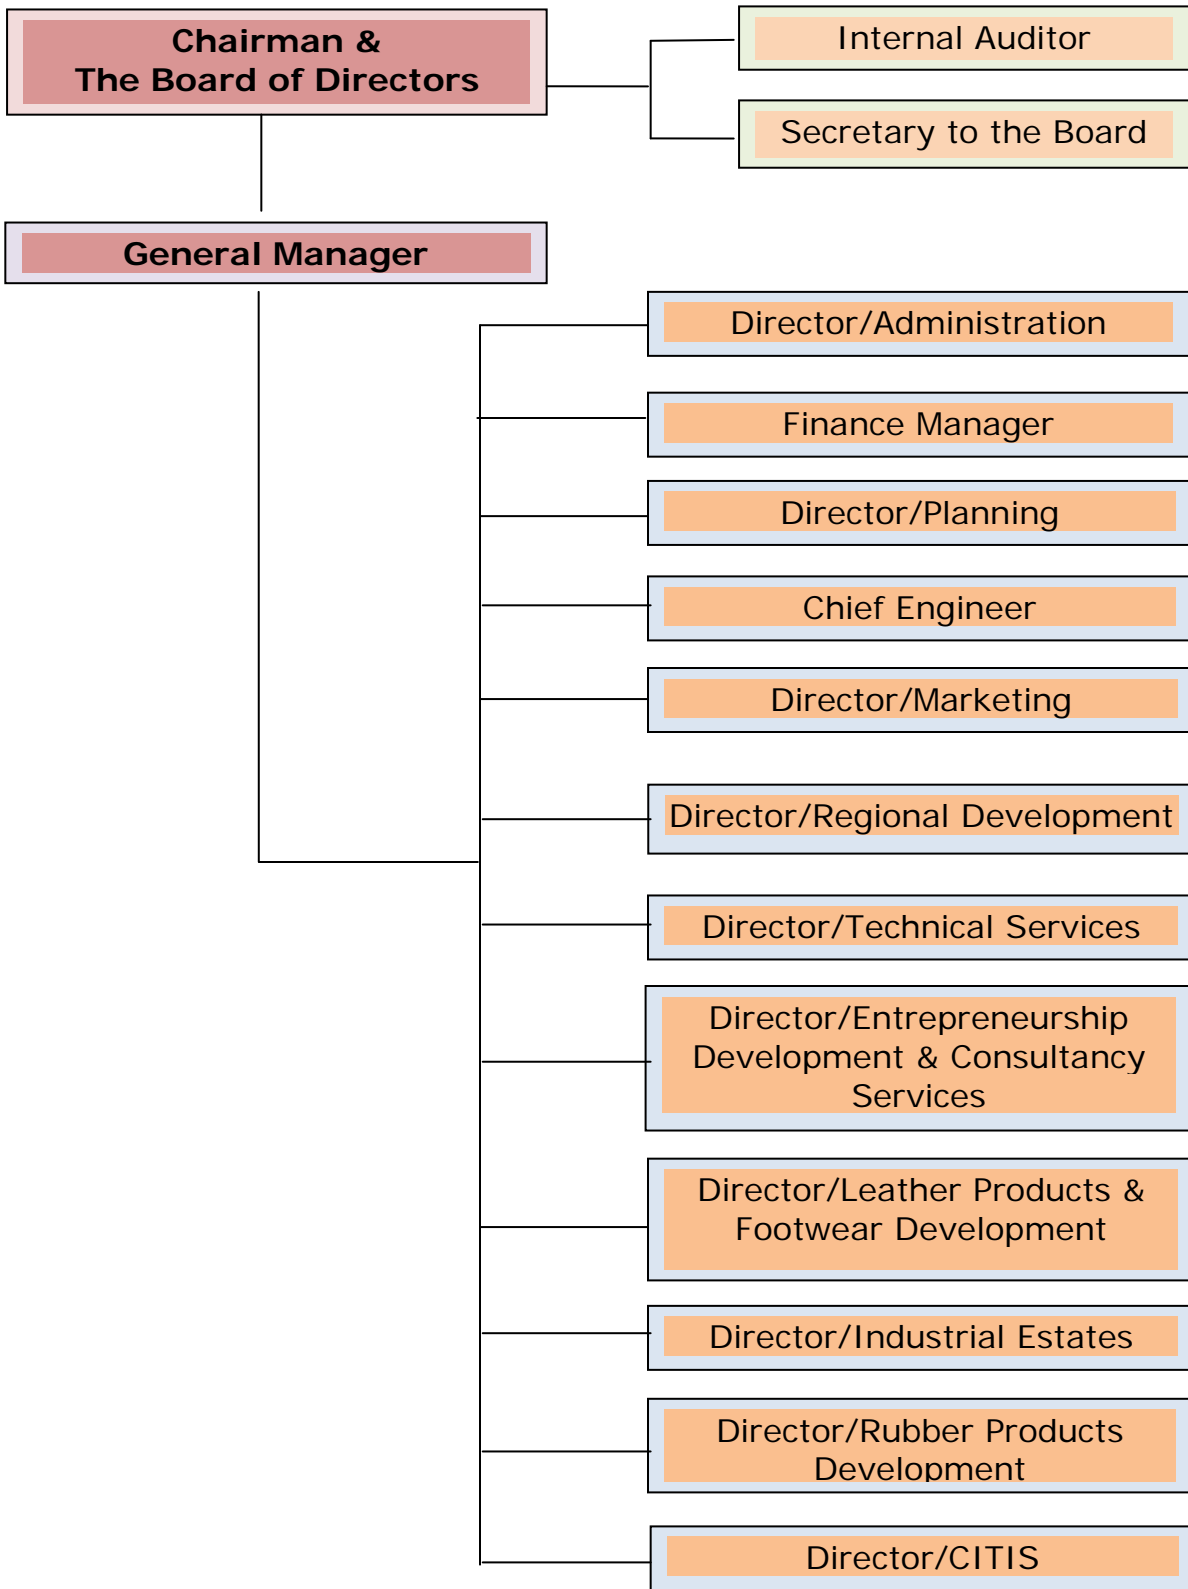 Chairman &
The Board of Directors
Internal Auditor
Secretary to the Board
General Manager
Director/Administration
Finance Manager
Director/Planning
Chief Engineer
Director/Marketing
Director/Regional Development
Director/Technical Services
Director/Entrepreneurship
Development & Consultancy
Services
Director/Leather Products &
Footwear Development
Director/Industrial Estates
Director/Rubber Products
Development
Director/CITIS